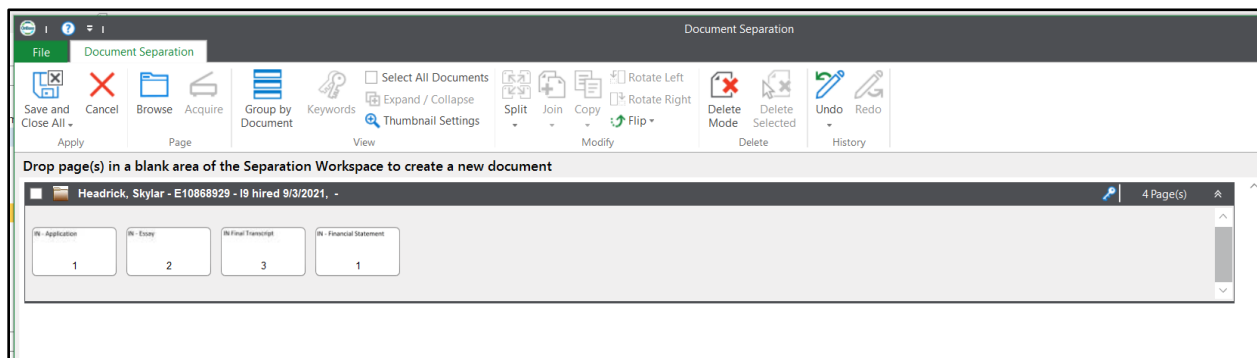 Document Separation
File Document Separation
Save and Close All
Cancel
Browse
Acquire
Group by Document
Keywords
Select All Documents
Expand / Collapse
Thumbnail Settings
Split
Join
Copy
Rotate Left
Rotate Right
Flip
Delete Mode
Delete Selected
Undo
Redo
Apply Page View Modify Delete History
Drop page(s) in a blank area of the Separation Workspace to create a new document
Headrick, Skylar - E10868929 - I9 hired 9/3/2021, - 4 Page(s)
IN - Application IN - Essay IN Final Transcript IN - Financial Statement
1 2 3 1